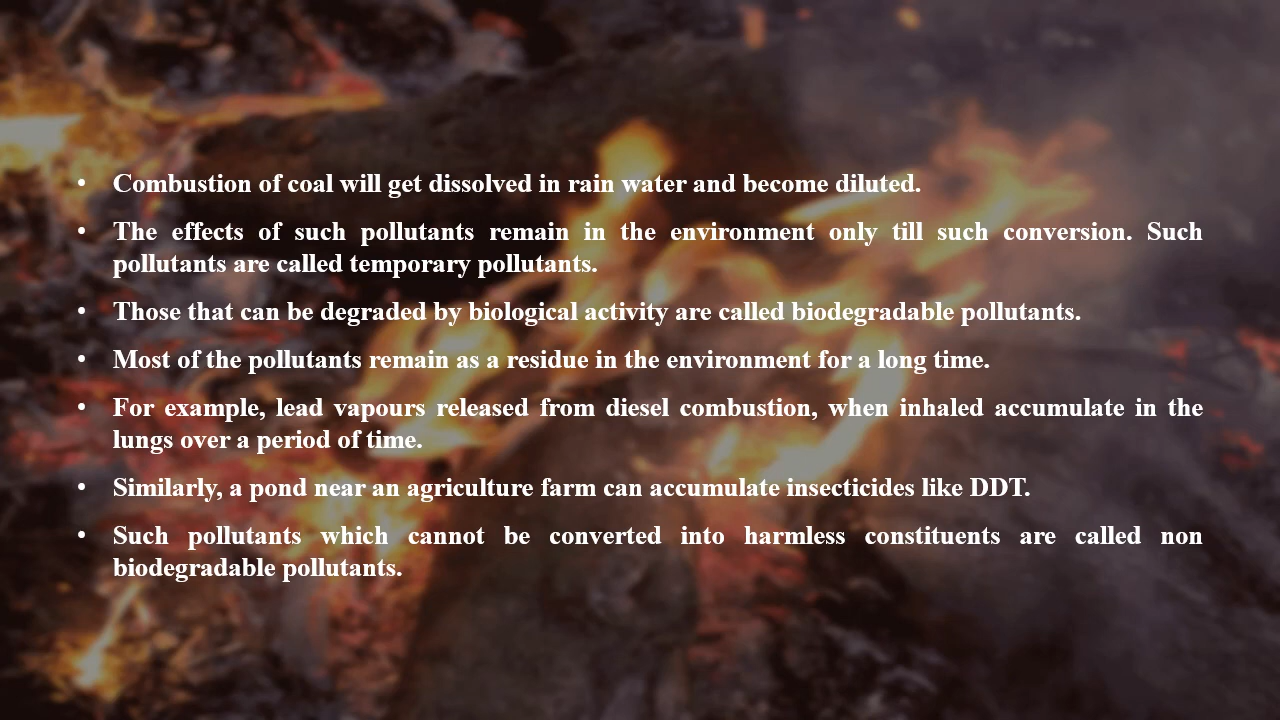 • Combustion of coal will get dissolved in rain water and become diluted.
• The effects of such pollutants remain in the environment only till such conversion. Such
pollutants are called temporary pollutants.
• Those that can be degraded by biological activity are called biodegradable pollutants.
• Most of the pollutants remain as a residue in the environment for a long time.
• For example, lead vapours released from diesel combustion, when inhaled accumulate in the
lungs over a period of time.
• Similarly, a pond near an agriculture farm can accumulate insecticides like DDT.
• Such pollutants which cannot be converted into harmless constituents are called non
biodegradable pollutants.